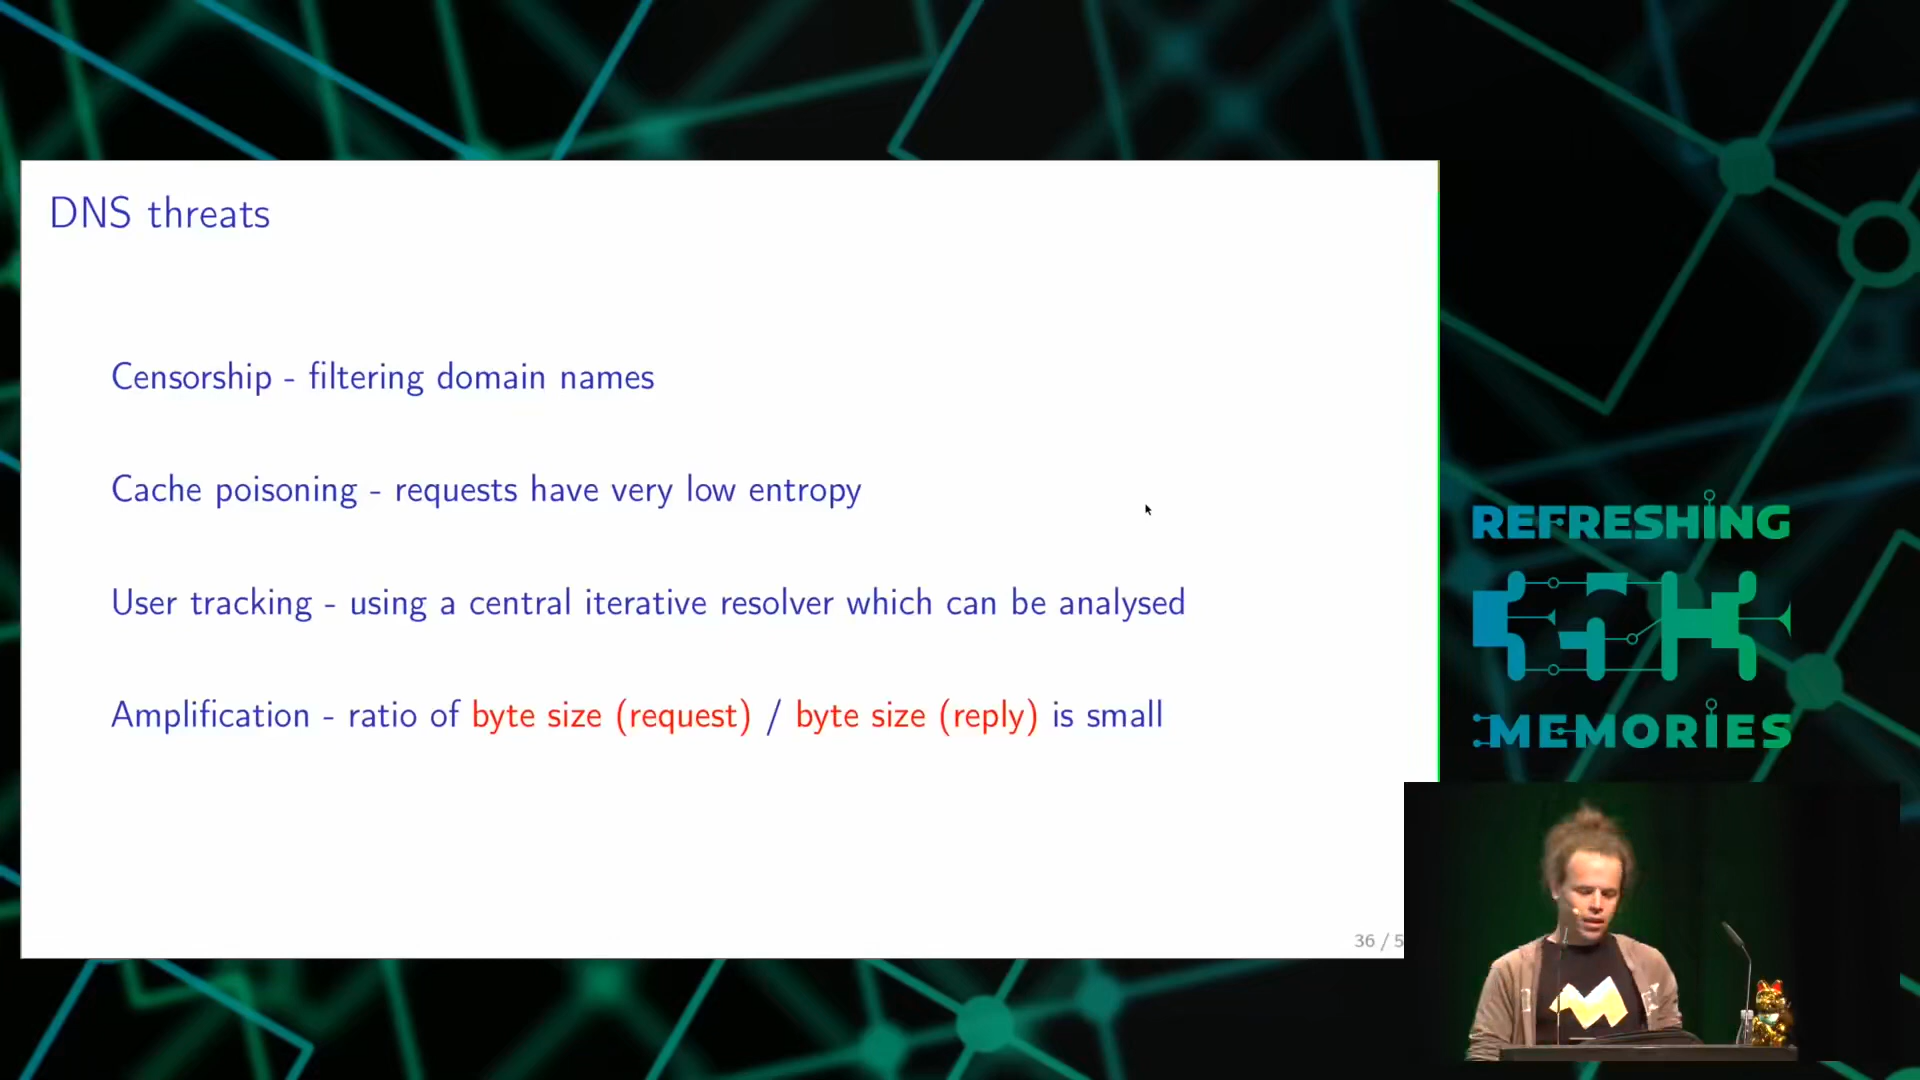 DNS threats
Censorship - filtering domain names
Cache poisoning - requests have very low entropy
User tracking - using a central iterative resolver which can be analysed
Amplification - ratio of byte size (request) / byte size (reply) is small
36 / 5
REFRESHING
MEMORIES